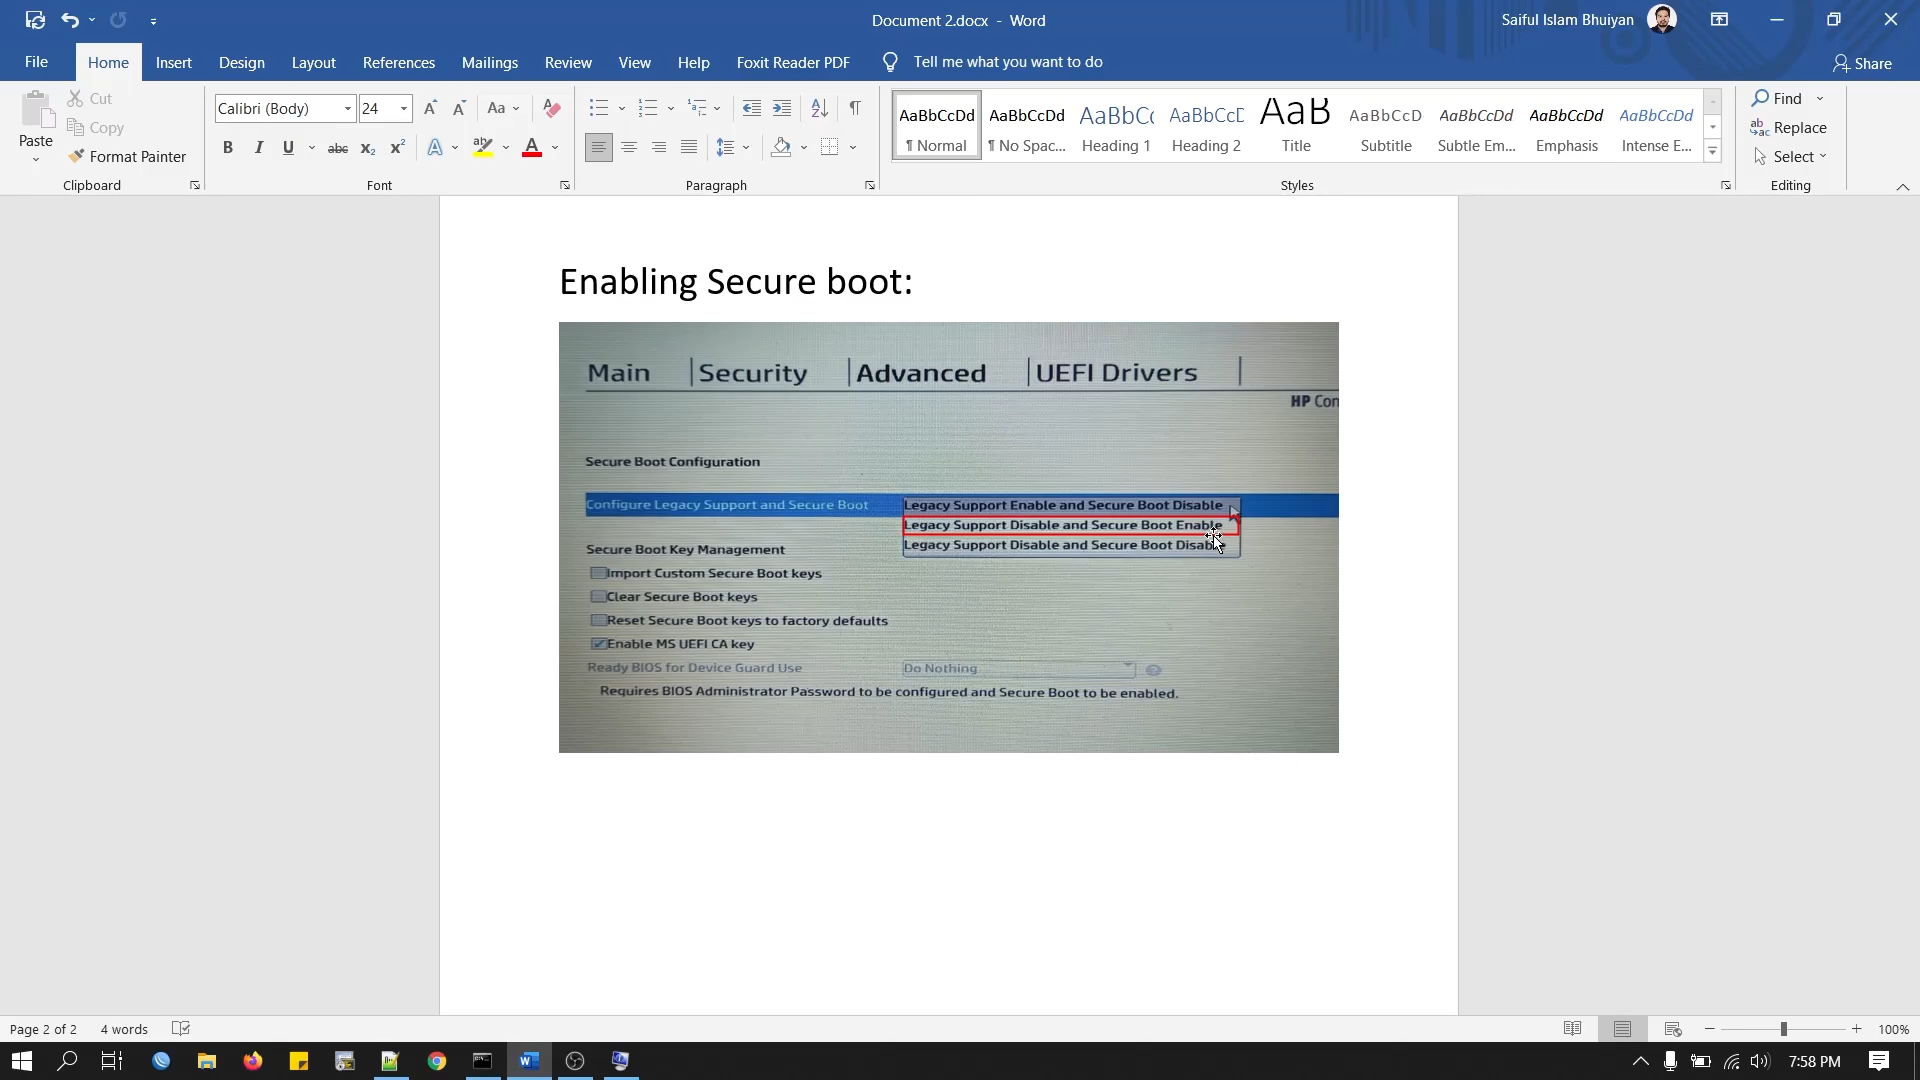 Document 2.docx - Word
Saiful Islam Bhuiyan
File Home Insert Design Layout References Mailings Review View Help Foxit Reader PDF Tell me what you want to do
Share
Paste
Cut
Copy
Format Painter
Clipboard
Calibri (Body) 24
Aa
B I U abc x₂ x² A ab A
Font
Paragraph
AaBbCcDd AaBbCcDd AaBbC AaBbCcD AaB AaBbCcD AaBbCcDd AaBbCcDd AaBbCcDd
¶ Normal ¶ No Spac... Heading 1 Heading 2 Title Subtitle Subtle Em... Emphasis Intense E...
Styles
Find
Replace
Select
Editing
Enabling Secure boot:
Main Security Advanced UEFI Drivers
HP Con
Secure Boot Configuration
Configure Legacy Support and Secure Boot
Legacy Support Enable and Secure Boot Disable
Legacy Support Disable and Secure Boot Enable
Legacy Support Disable and Secure Boot Disable
Secure Boot Key Management
Import Custom Secure Boot keys
Clear Secure Boot keys
Reset Secure Boot keys to factory defaults
Enable MS UEFI CA key
Ready BIOS for Device Guard Use Do Nothing
Requires BIOS Administrator Password to be configured and Secure Boot to be enabled.
Page 2 of 2 4 words
100%
7:58 PM